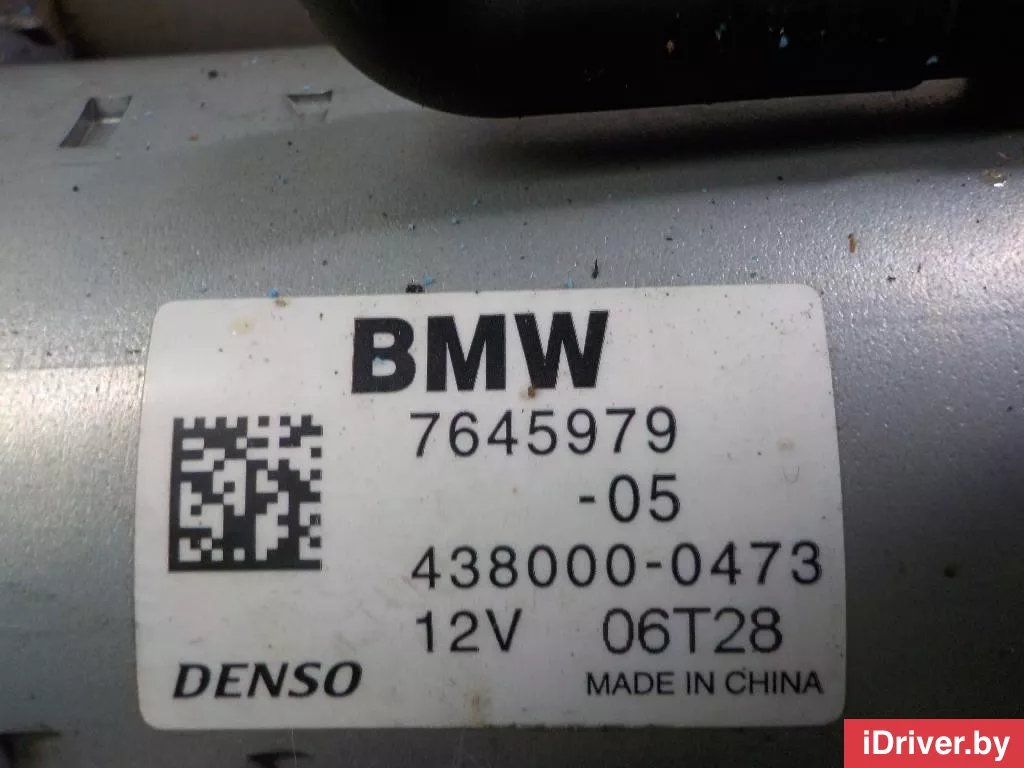 BMW
7645979
-05
438000-0473
12V 06T28
DENSO
MADE IN CHINA
iDriver.by